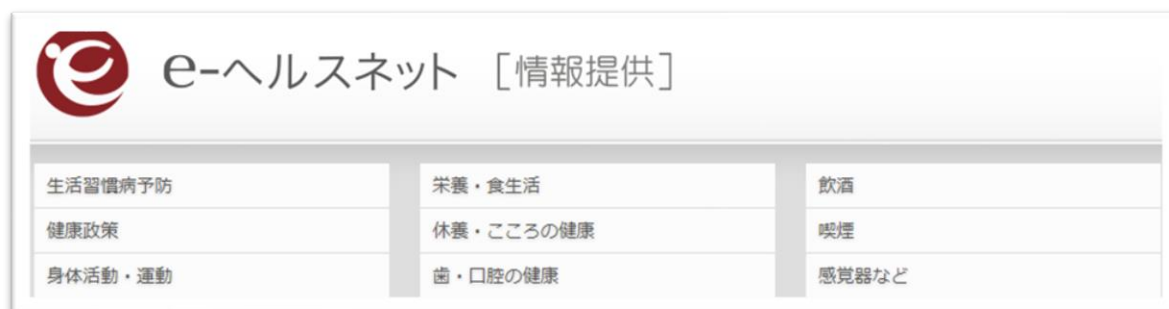 e-ヘルスネット [情報提供]
生活習慣病予防
栄養・食生活
飲酒
健康政策
休養・こころの健康
喫煙
身体活動・運動
歯・口腔の健康
感覚器など